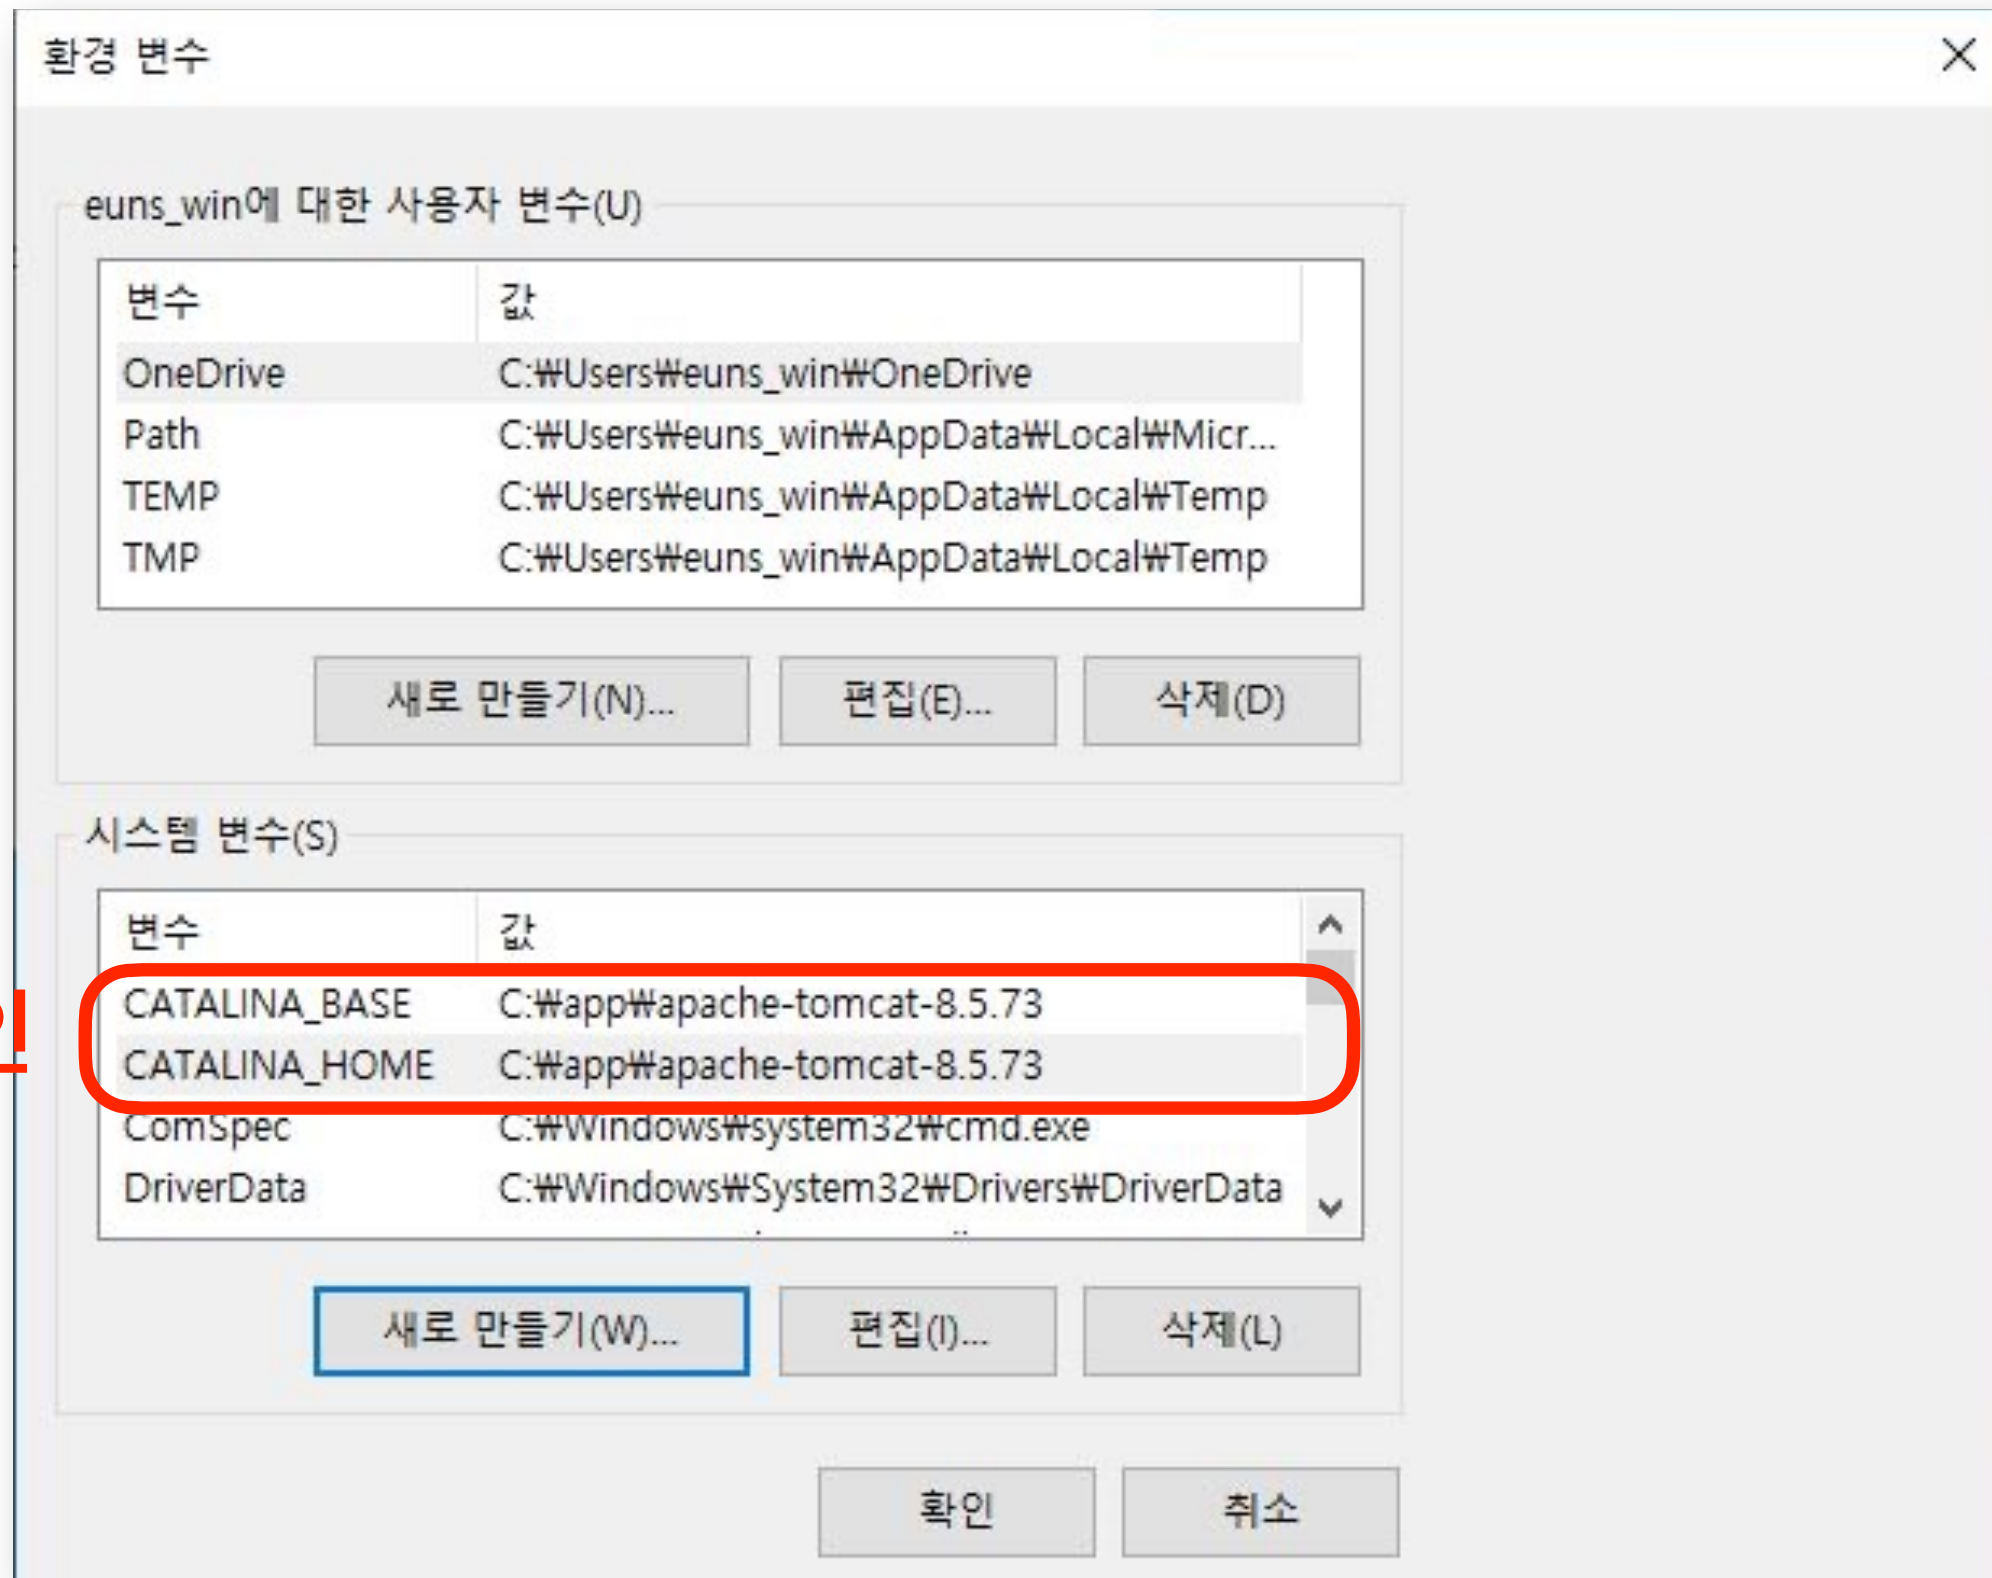 환경 변수
euns_win에 대한 사용자 변수(U)
변수 값
OneDrive C:₩Users₩euns_win₩OneDrive
Path C:₩Users₩euns_win₩AppData₩Local₩Micr...
TEMP C:₩Users₩euns_win₩AppData₩Local₩Temp
TMP C:₩Users₩euns_win₩AppData₩Local₩Temp
새로 만들기(N)... 편집(E)... 삭제(D)
시스템 변수(S)
변수 값
CATALINA_BASE C:₩app₩apache-tomcat-8.5.73
CATALINA_HOME C:₩app₩apache-tomcat-8.5.73
ComSpec C:₩Windows₩system32₩cmd.exe
DriverData C:₩Windows₩System32₩Drivers₩DriverData
새로 만들기(W)... 편집(I)... 삭제(L)
확인 취소